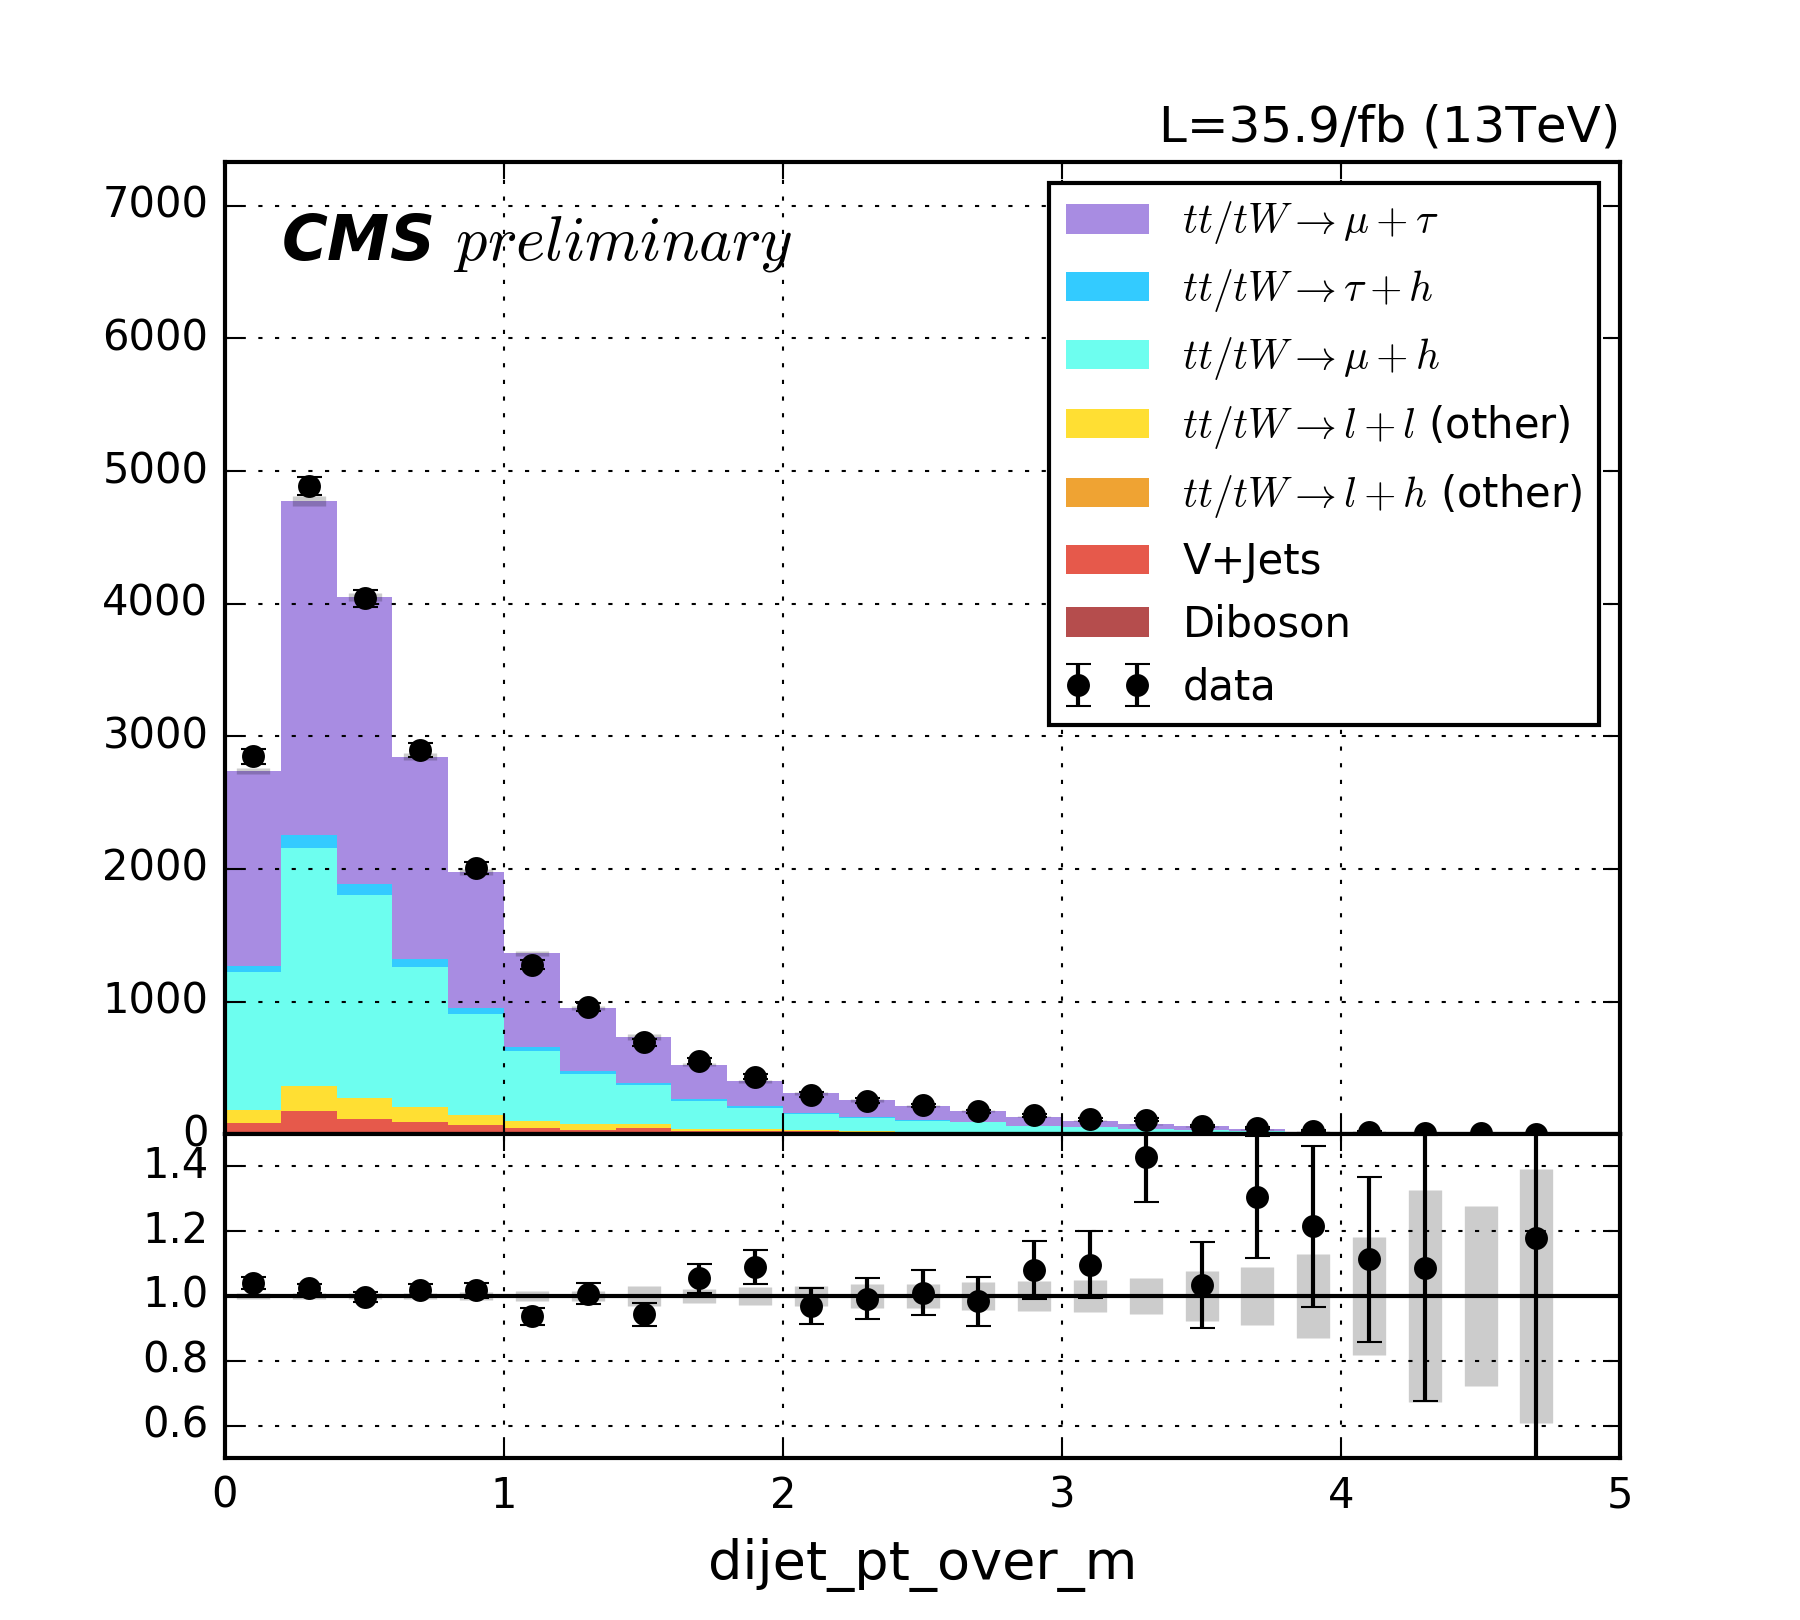 L=35.9/fb (13TeV)
CMS preliminary
7000
6000
5000
4000
3000
2000
1000
0
tt/tW → μ + τ
tt/tW → τ + h
tt/tW → μ + h
tt/tW → l + l (other)
tt/tW → l + h (other)
V+Jets
Diboson
data
1.4
1.2
1.0
0.8
0.6
0 1 2 3 4 5
dijet_pt_over_m